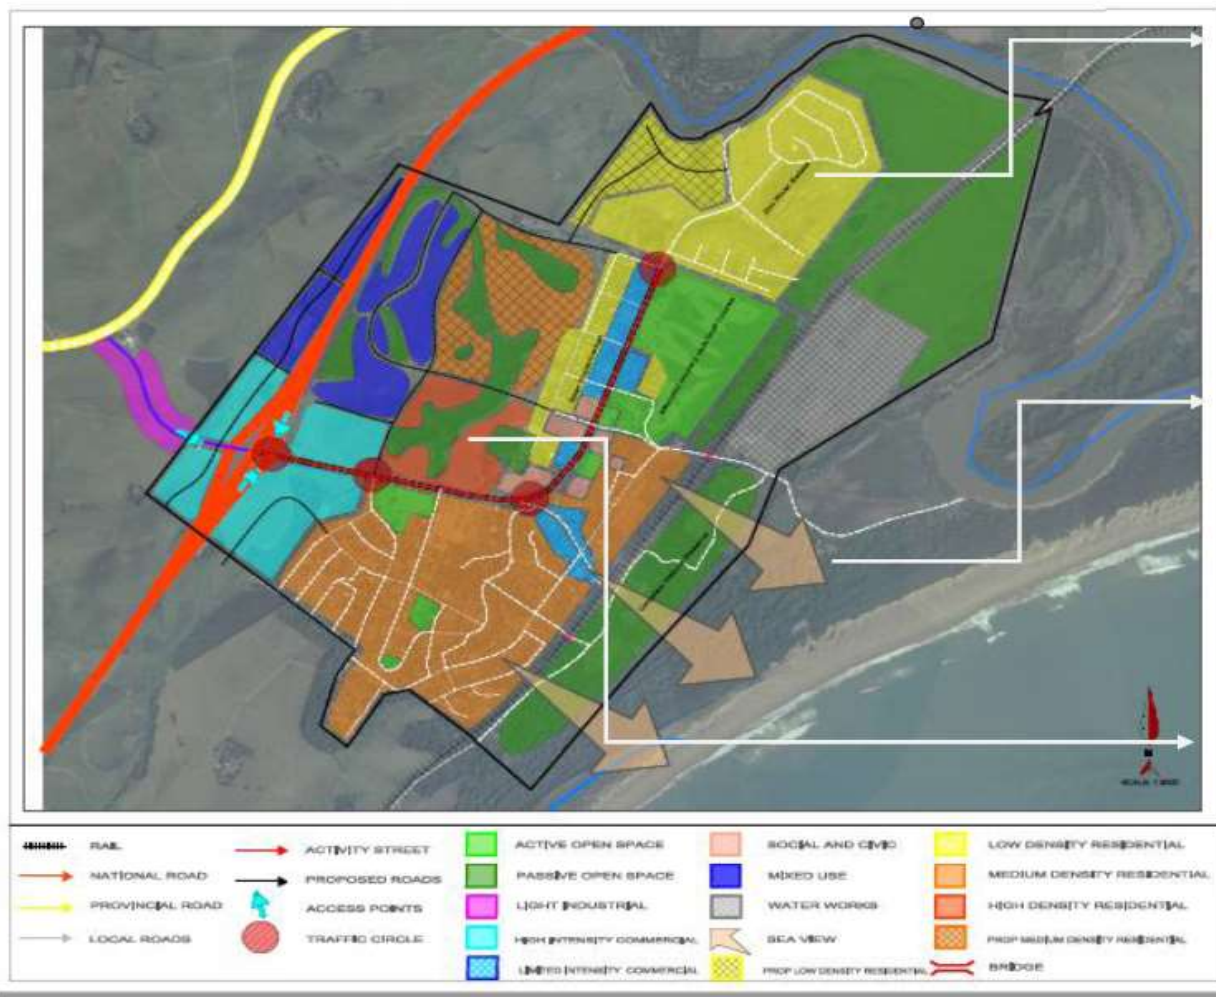 RAIL
NATIONAL ROAD
PROVINCIAL ROAD
LOCAL ROADS
ACTIVITY STREET
PROPOSED ROADS
ACCESS POINTS
TRAFFIC CIRCLE
ACTIVE OPEN SPACE
PASSIVE OPEN SPACE
LIGHT INDUSTRIAL
HIGH INTENSITY COMMERCIAL
LIMITED INTENSITY COMMERCIAL
SOCIAL AND CIVIC
MIXED USE
WATER WORKS
SEA VIEW
PROP LOW DENSITY RESIDENTIAL
LOW DENSITY RESIDENTIAL
MEDIUM DENSITY RESIDENTIAL
HIGH DENSITY RESIDENTIAL
PROP MEDIUM DENSITY RESIDENTIAL
BRIDGE